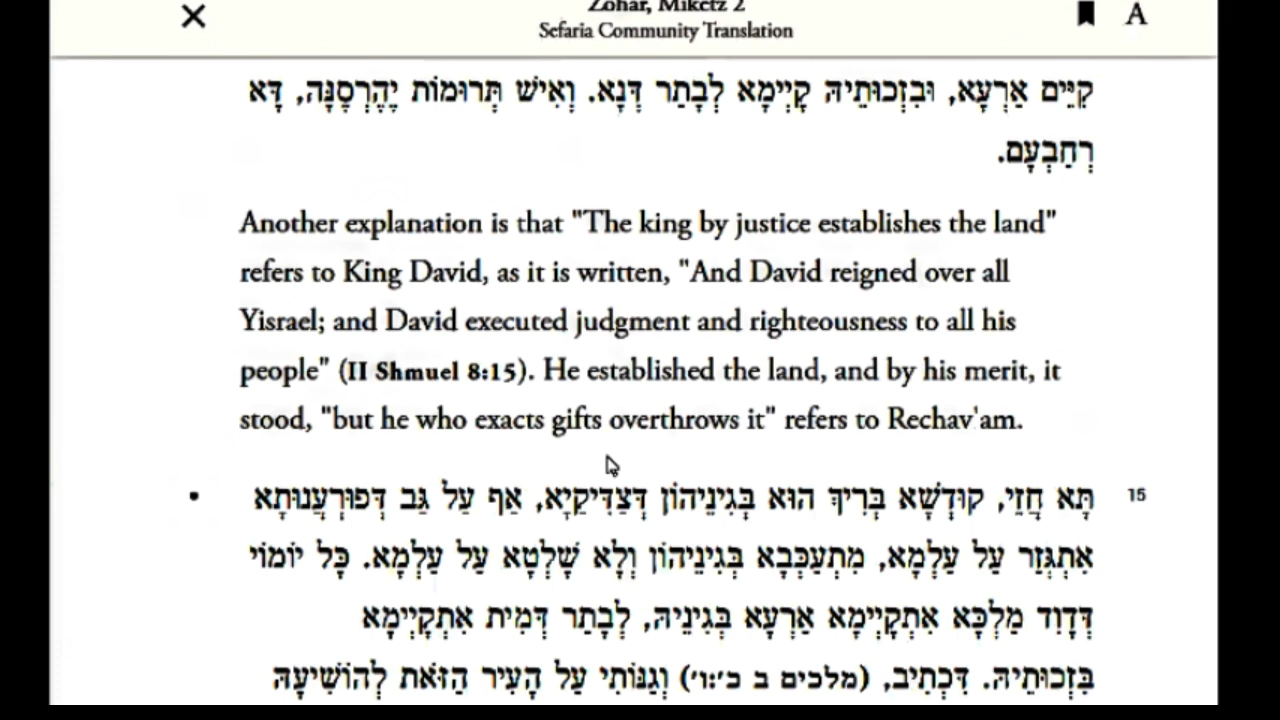 Zohar, Miketz 2
Sefaria Community Translation
A
קִיֵּים אַרְעָא, וּבִזְכוּתֵיהּ קָיְימָא לְבָתַר דְּנָא. וְאִישׁ תְּרוּמוֹת יֶהֶרְסֶנָּה, דָּא
רְחַבְעָם.
Another explanation is that "The king by justice establishes the land"
refers to King David, as it is written, "And David reigned over all
Yisrael; and David executed judgment and righteousness to all his
people" (II Shmuel 8:15). He established the land, and by his merit, it
stood, "but he who exacts gifts overthrows it" refers to Rechav'am.
15
תָּא חֲזֵי, קוּדְשָׁא בְּרִיךְ הוּא בְּגִינֵיהוֹן דְּצַדִּיקַיָּא, אַף עַל גַּב דְּפוּרְעֲנוּתָא
אִתְגְּזַר עַל עַלְמָא, מִתְעַכְּבָא בְּגִינֵיהוֹן וְלָא שָׁלְטָא עַל עַלְמָא. כָּל יוֹמוֹי
דְּדָוִד מַלְכָּא אִתְקָיְימָא אַרְעָא בְּגִינֵיהּ, לְבָתַר דְּמִית אִתְקָיְימָא
בִּזְכוּתֵיהּ. דִּכְתִיב, (מלכים ב כ׳:ו׳) וְגַנּוֹתִי עַל הָעִיר הַזֹּאת לְהוֹשִׁיעָהּ